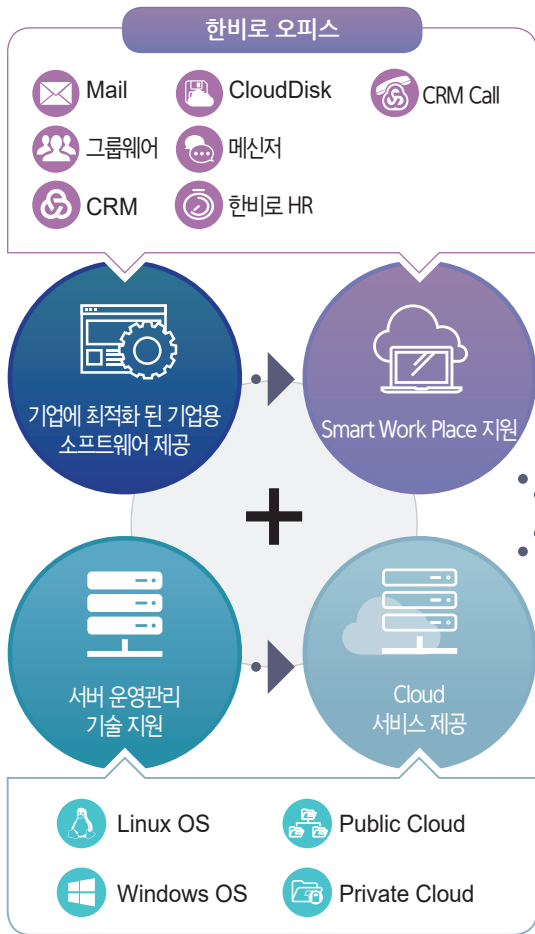 한비로 오피스
Mail
CloudDisk
CRM Call
그룹웨어
메신저
CRM
한비로 HR
기업에 최적화 된 기업용
소프트웨어 제공
Smart Work Place 지원
서버 운영관리
기술 지원
Cloud
서비스 제공
Linux OS
Public Cloud
Windows OS
Private Cloud